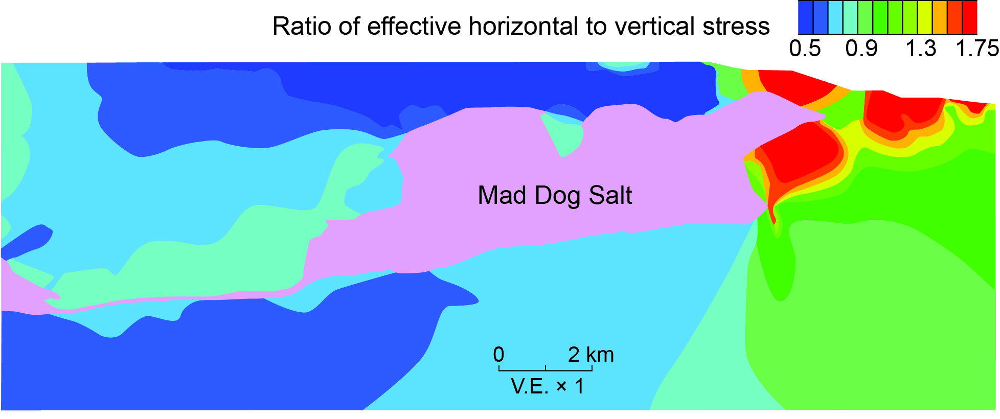 Ratio of effective horizontal to vertical stress
0.5 0.9 1.3 1.75
Mad Dog Salt
0 2 km
V.E. × 1